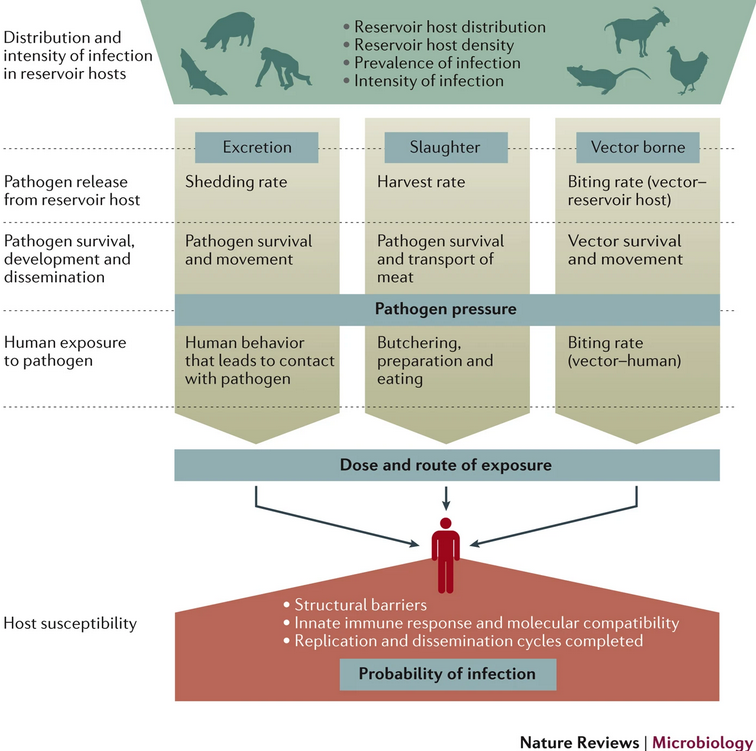 Distribution and
intensity of infection
in reservoir hosts
• Reservoir host distribution
• Reservoir host density
• Prevalence of infection
• Intensity of infection
Excretion
Slaughter
Vector borne
Pathogen release
from reservoir host
Shedding rate
Harvest rate
Biting rate (vector–
reservoir host)
Pathogen survival,
development and
dissemination
Pathogen survival
and movement
Pathogen survival
and transport of
meat
Vector survival
and movement
Pathogen pressure
Human exposure
to pathogen
Human behavior
that leads to contact
with pathogen
Butchering,
preparation and
eating
Biting rate
(vector–human)
Dose and route of exposure
Host susceptibility
• Structural barriers
• Innate immune response and molecular compatibility
• Replication and dissemination cycles completed
Probability of infection
Nature Reviews | Microbiology